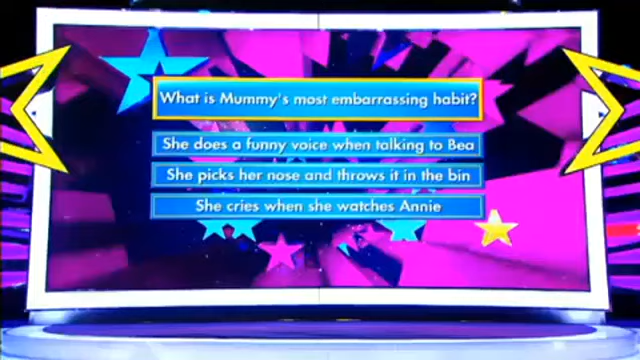 What is Mummy's most embarrassing habit?
She does a funny voice when talking to Bea
She picks her nose and throws it in the bin
She cries when she watches Annie